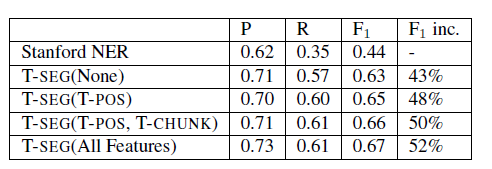 P R F1 F1 inc.
Stanford NER 0.62 0.35 0.44 -
T-SEG(None) 0.71 0.57 0.63 43%
T-SEG(T-POS) 0.70 0.60 0.65 48%
T-SEG(T-POS, T-CHUNK) 0.71 0.61 0.66 50%
T-SEG(All Features) 0.73 0.61 0.67 52%